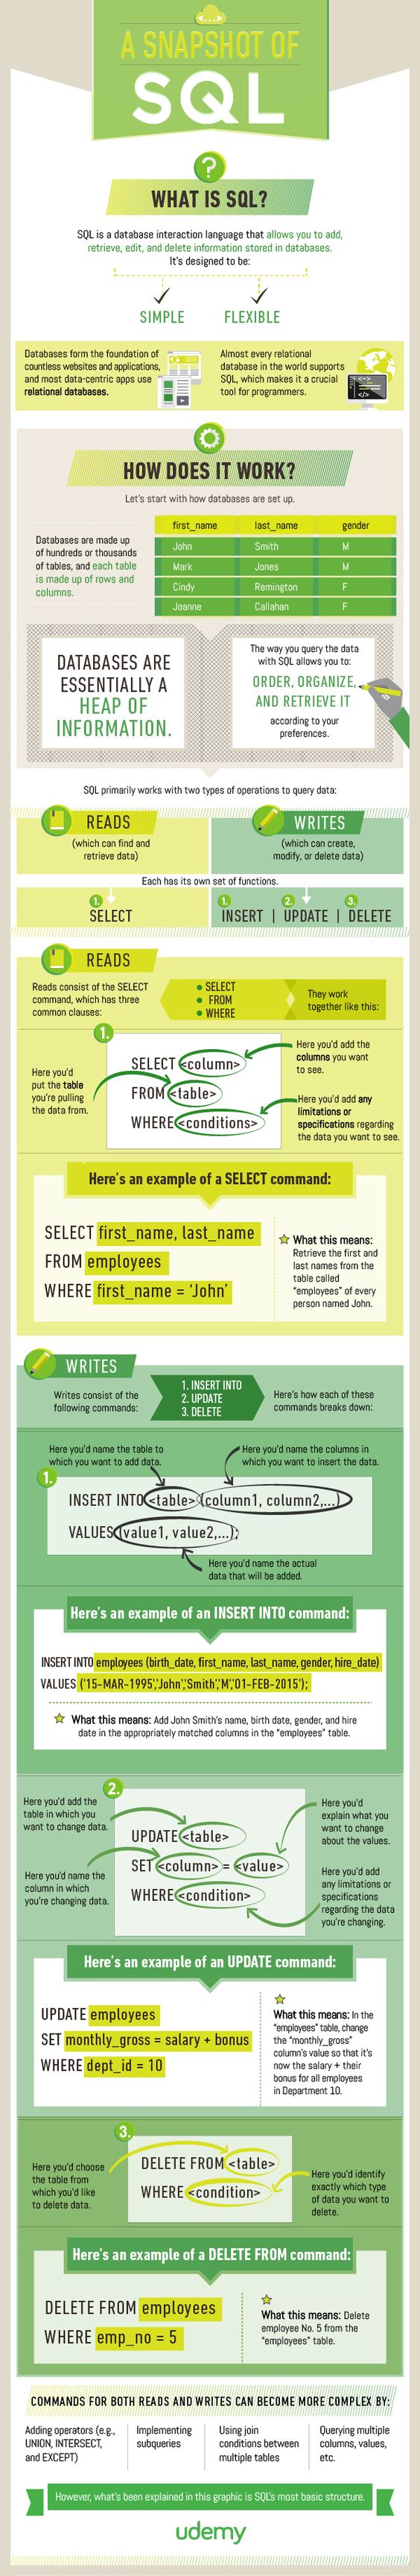 A SNAPSHOT OF
SQL
?
WHAT IS SQL?
SQL is a database interaction language that allows you to add,
retrieve, edit, and delete information stored in databases.
It's designed to be:
SIMPLE
FLEXIBLE
Databases form the foundation of
countless websites and applications,
and most data-centric apps use
relational databases.
Almost every relational
database in the world supports
SQL, which makes it a crucial
tool for programmers.
HOW DOES IT WORK?
Let's start with how databases are set up.
Databases are made up
of hundreds or thousands
of tables, and each table
is made up of rows and
columns.
first_name last_name gender
John Smith M
Mark Jones M
Cindy Remington F
Joanne Callahan F
DATABASES ARE
ESSENTIALLY A
HEAP OF
INFORMATION.
The way you query the data
with SQL allows you to:
ORDER, ORGANIZE,
AND RETRIEVE IT
according to your
preferences.
SQL primarily works with two types of operations to query data:
READS
(which can find and
retrieve data)
WRITES
(which can create,
modify, or delete data)
Each has its own set of functions.
1.
SELECT
1. 2. 3.
INSERT | UPDATE | DELETE
READS
Reads consist of the SELECT
command, which has three
common clauses:
• SELECT
• FROM
• WHERE
They work
together like this:
1.
SELECT <column>
FROM <table>
WHERE <conditions>
Here you'd
put the table
you're pulling
the data from.
Here you'd add the
columns you want
to see.
Here you'd add any
limitations or
specifications regarding
the data you want to see.
Here's an example of a SELECT command:
SELECT first_name, last_name
FROM employees
WHERE first_name = 'John'
What this means:
Retrieve the first and
last names from the
table called
"employees" of every
person named John.
WRITES
Writes consist of the
following commands:
1. INSERT INTO
2. UPDATE
3. DELETE
Here's how each of these
commands breaks down:
Here you'd name the table to
which you want to add data.
Here you'd name the columns in
which you want to insert the data.
1.
INSERT INTO <table> (column1, column2,...)
VALUES (value1, value2,...);
Here you'd name the actual
data that will be added.
Here's an example of an INSERT INTO command:
INSERT INTO employees (birth_date, first_name, last_name, gender, hire_date)
VALUES ('15-MAR-1995','John','Smith','M','01-FEB-2015');
What this means: Add John Smith's name, birth date, gender, and hire
date in the appropriately matched columns in the "employees" table.
2.
Here you'd add the
table in which you
want to change data.
Here you'd name the
column in which
you're changing data.
UPDATE <table>
SET <column> = <value>
WHERE <condition>
Here you'd
explain what you
want to change
about the values.
Here you'd add
any limitations or
specifications
regarding the data
you're changing.
Here's an example of an UPDATE command:
UPDATE employees
SET monthly_gross = salary + bonus
WHERE dept_id = 10
What this means: In the
"employees" table, change
the "monthly_gross"
column's value so that it's
now the salary + their
bonus for all employees
in Department 10.
3.
Here you'd choose
the table from
which you'd like
to delete data.
DELETE FROM <table>
WHERE <condition>
Here you'd identify
exactly which type
of data you want to
delete.
Here's an example of a DELETE FROM command:
DELETE FROM employees
WHERE emp_no = 5
What this means: Delete
employee No. 5 from the
"employees" table.
COMMANDS FOR BOTH READS AND WRITES CAN BECOME MORE COMPLEX BY:
Adding operators (e.g.,
UNION, INTERSECT,
and EXCEPT)
Implementing
subqueries
Using join
conditions between
multiple tables
Querying multiple
columns, values,
etc.
However, what's been explained in this graphic is SQL's most basic structure.
udemy